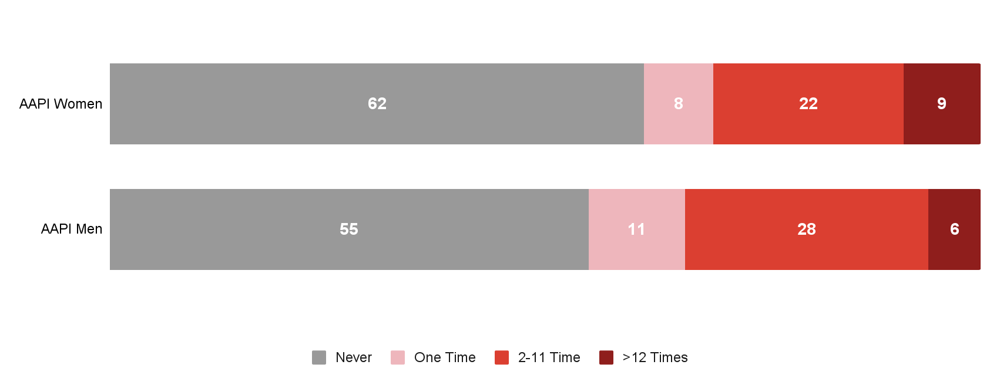 AAPI Women 62 8 22 9
AAPI Men 55 11 28 6
Never One Time 2-11 Time >12 Times